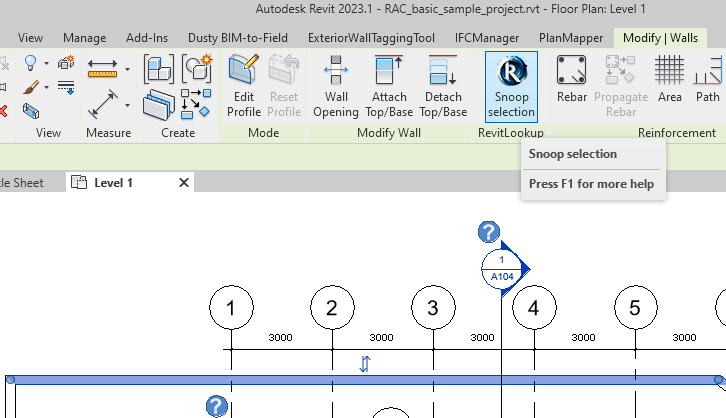 Autodesk Revit 2023.1 - RAC_basic_sample_project.rvt - Floor Plan: Level 1
View Manage Add-Ins Dusty BIM-to-Field ExteriorWallTaggingTool IFCManager PlanMapper Modify | Walls
Edit Profile
Reset Profile
Wall Opening
Attach Top/Base
Detach Top/Base
Snoop selection
Rebar
Propagate Rebar
Area
Path
View Measure Create Mode Modify Wall RevitLookup Reinforcement
Snoop selection
Press F1 for more help
le Sheet
Level 1
?
1
A104
1 2 3 4 5
3000 3000 3000 3000 3000
?